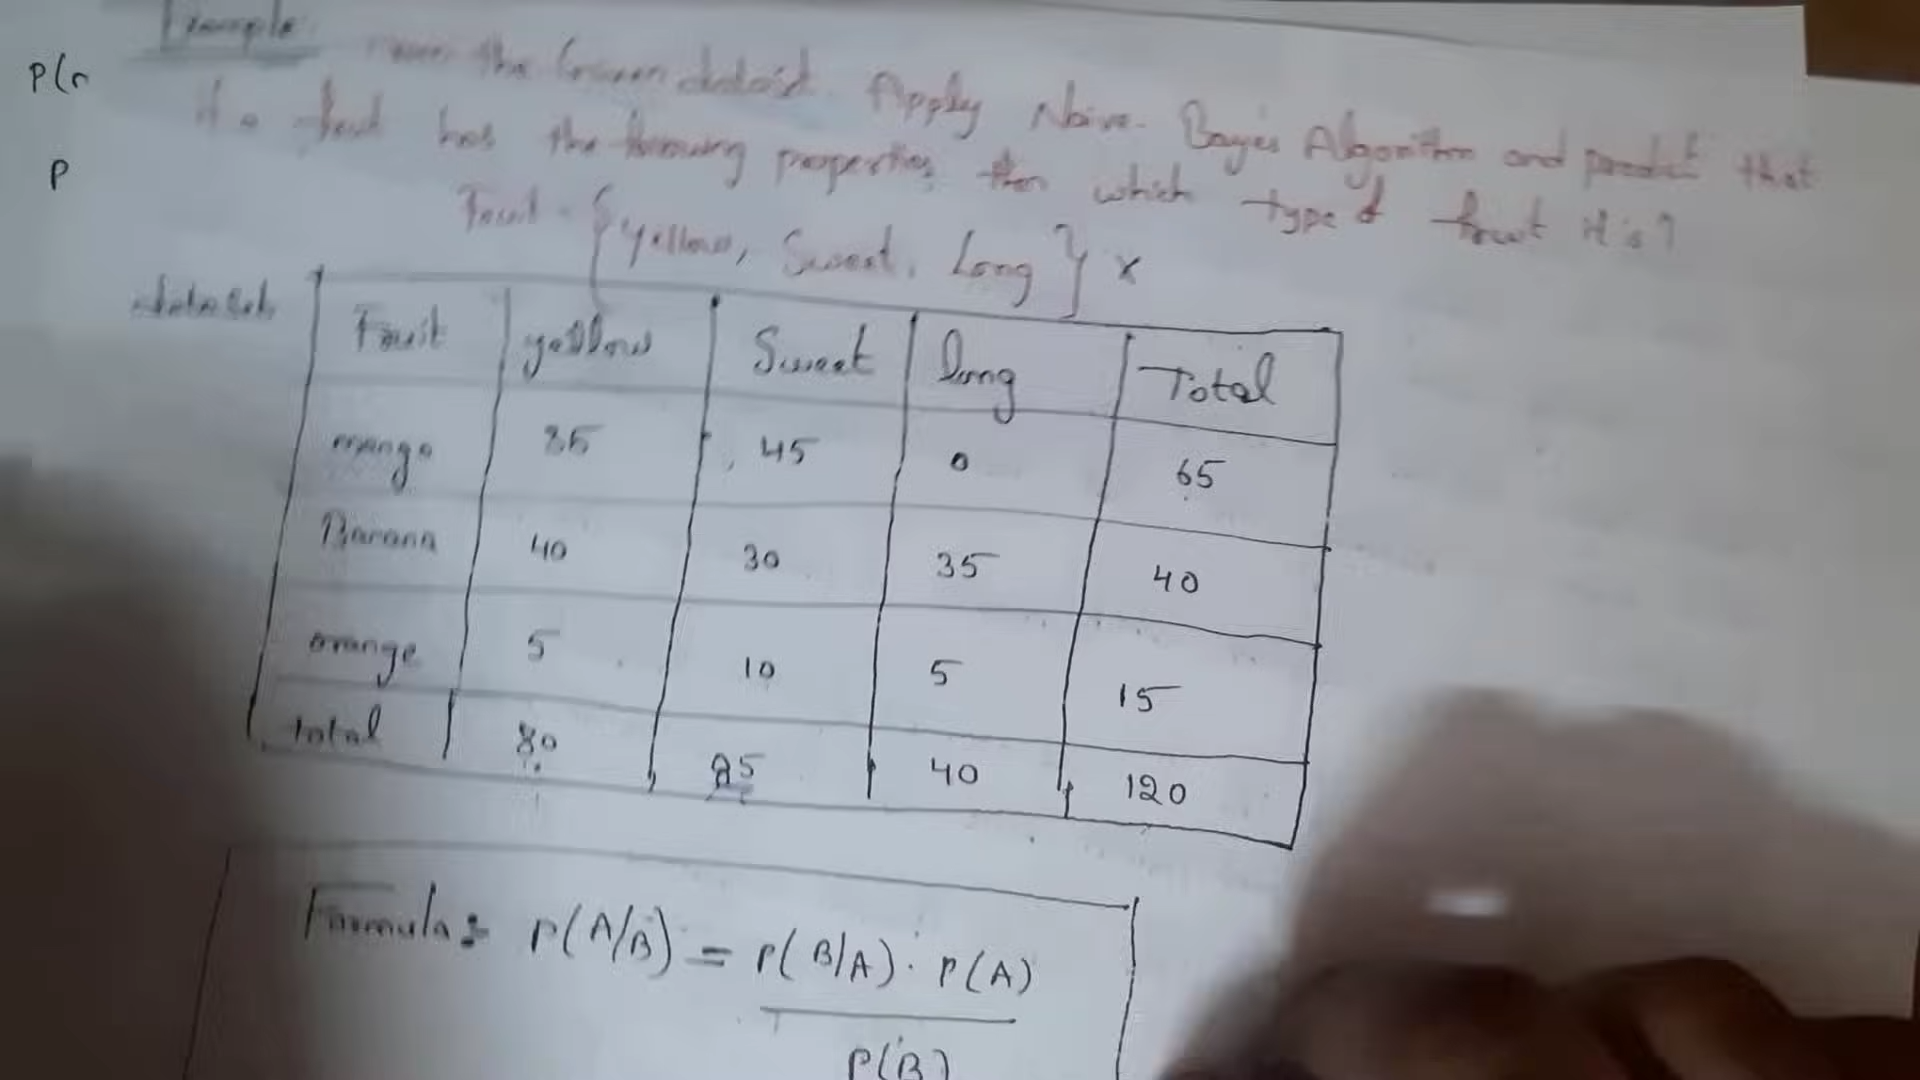 Example: the Given dataset. Apply Naive Bayes Algorithm and predict that
P(
If a fruit has the following properties then which type of fruit it is?
P
Fruit = {yellow, Sweet, Long} x
dataset
Fruit yellow Sweet long Total
mango 35 45 0 65
Banana 40 30 35 40
orange 5 10 5 15
total 80 85 40 120
Formula: P(A/B) = P(B/A) . P(A)
P(B)